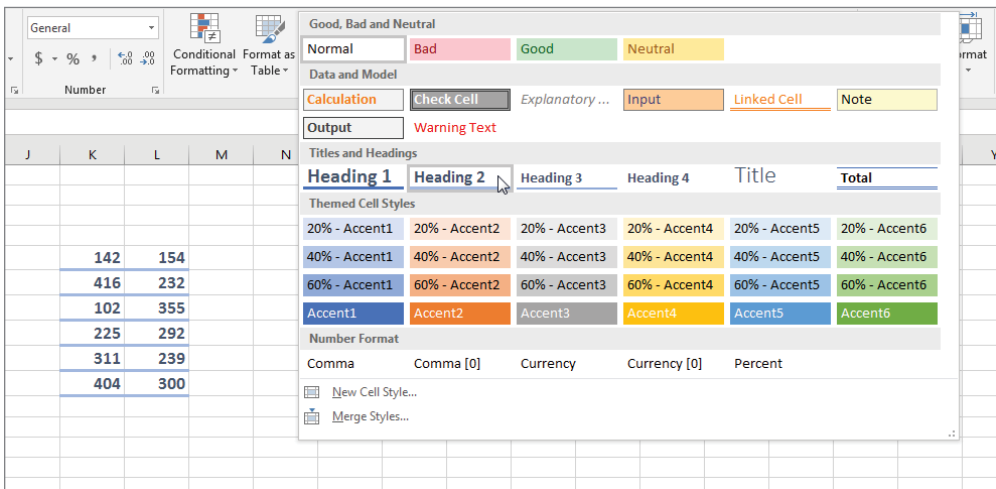 Good, Bad and Neutral
General
Normal Bad Good Neutral
$ % , .0 .00 .00 .0
Conditional Formatting Format as Table
Data and Model
Number
Calculation Check Cell Explanatory ... Input Linked Cell Note
Output Warning Text
Titles and Headings
J K L M N
Heading 1 Heading 2 Heading 3 Heading 4 Title Total
Themed Cell Styles
20% - Accent1 20% - Accent2 20% - Accent3 20% - Accent4 20% - Accent5 20% - Accent6
142 154
40% - Accent1 40% - Accent2 40% - Accent3 40% - Accent4 40% - Accent5 40% - Accent6
416 232
60% - Accent1 60% - Accent2 60% - Accent3 60% - Accent4 60% - Accent5 60% - Accent6
102 355
Accent1 Accent2 Accent3 Accent4 Accent5 Accent6
225 292
Number Format
311 239
Comma Comma [0] Currency Currency [0] Percent
404 300
New Cell Style...
Merge Styles...